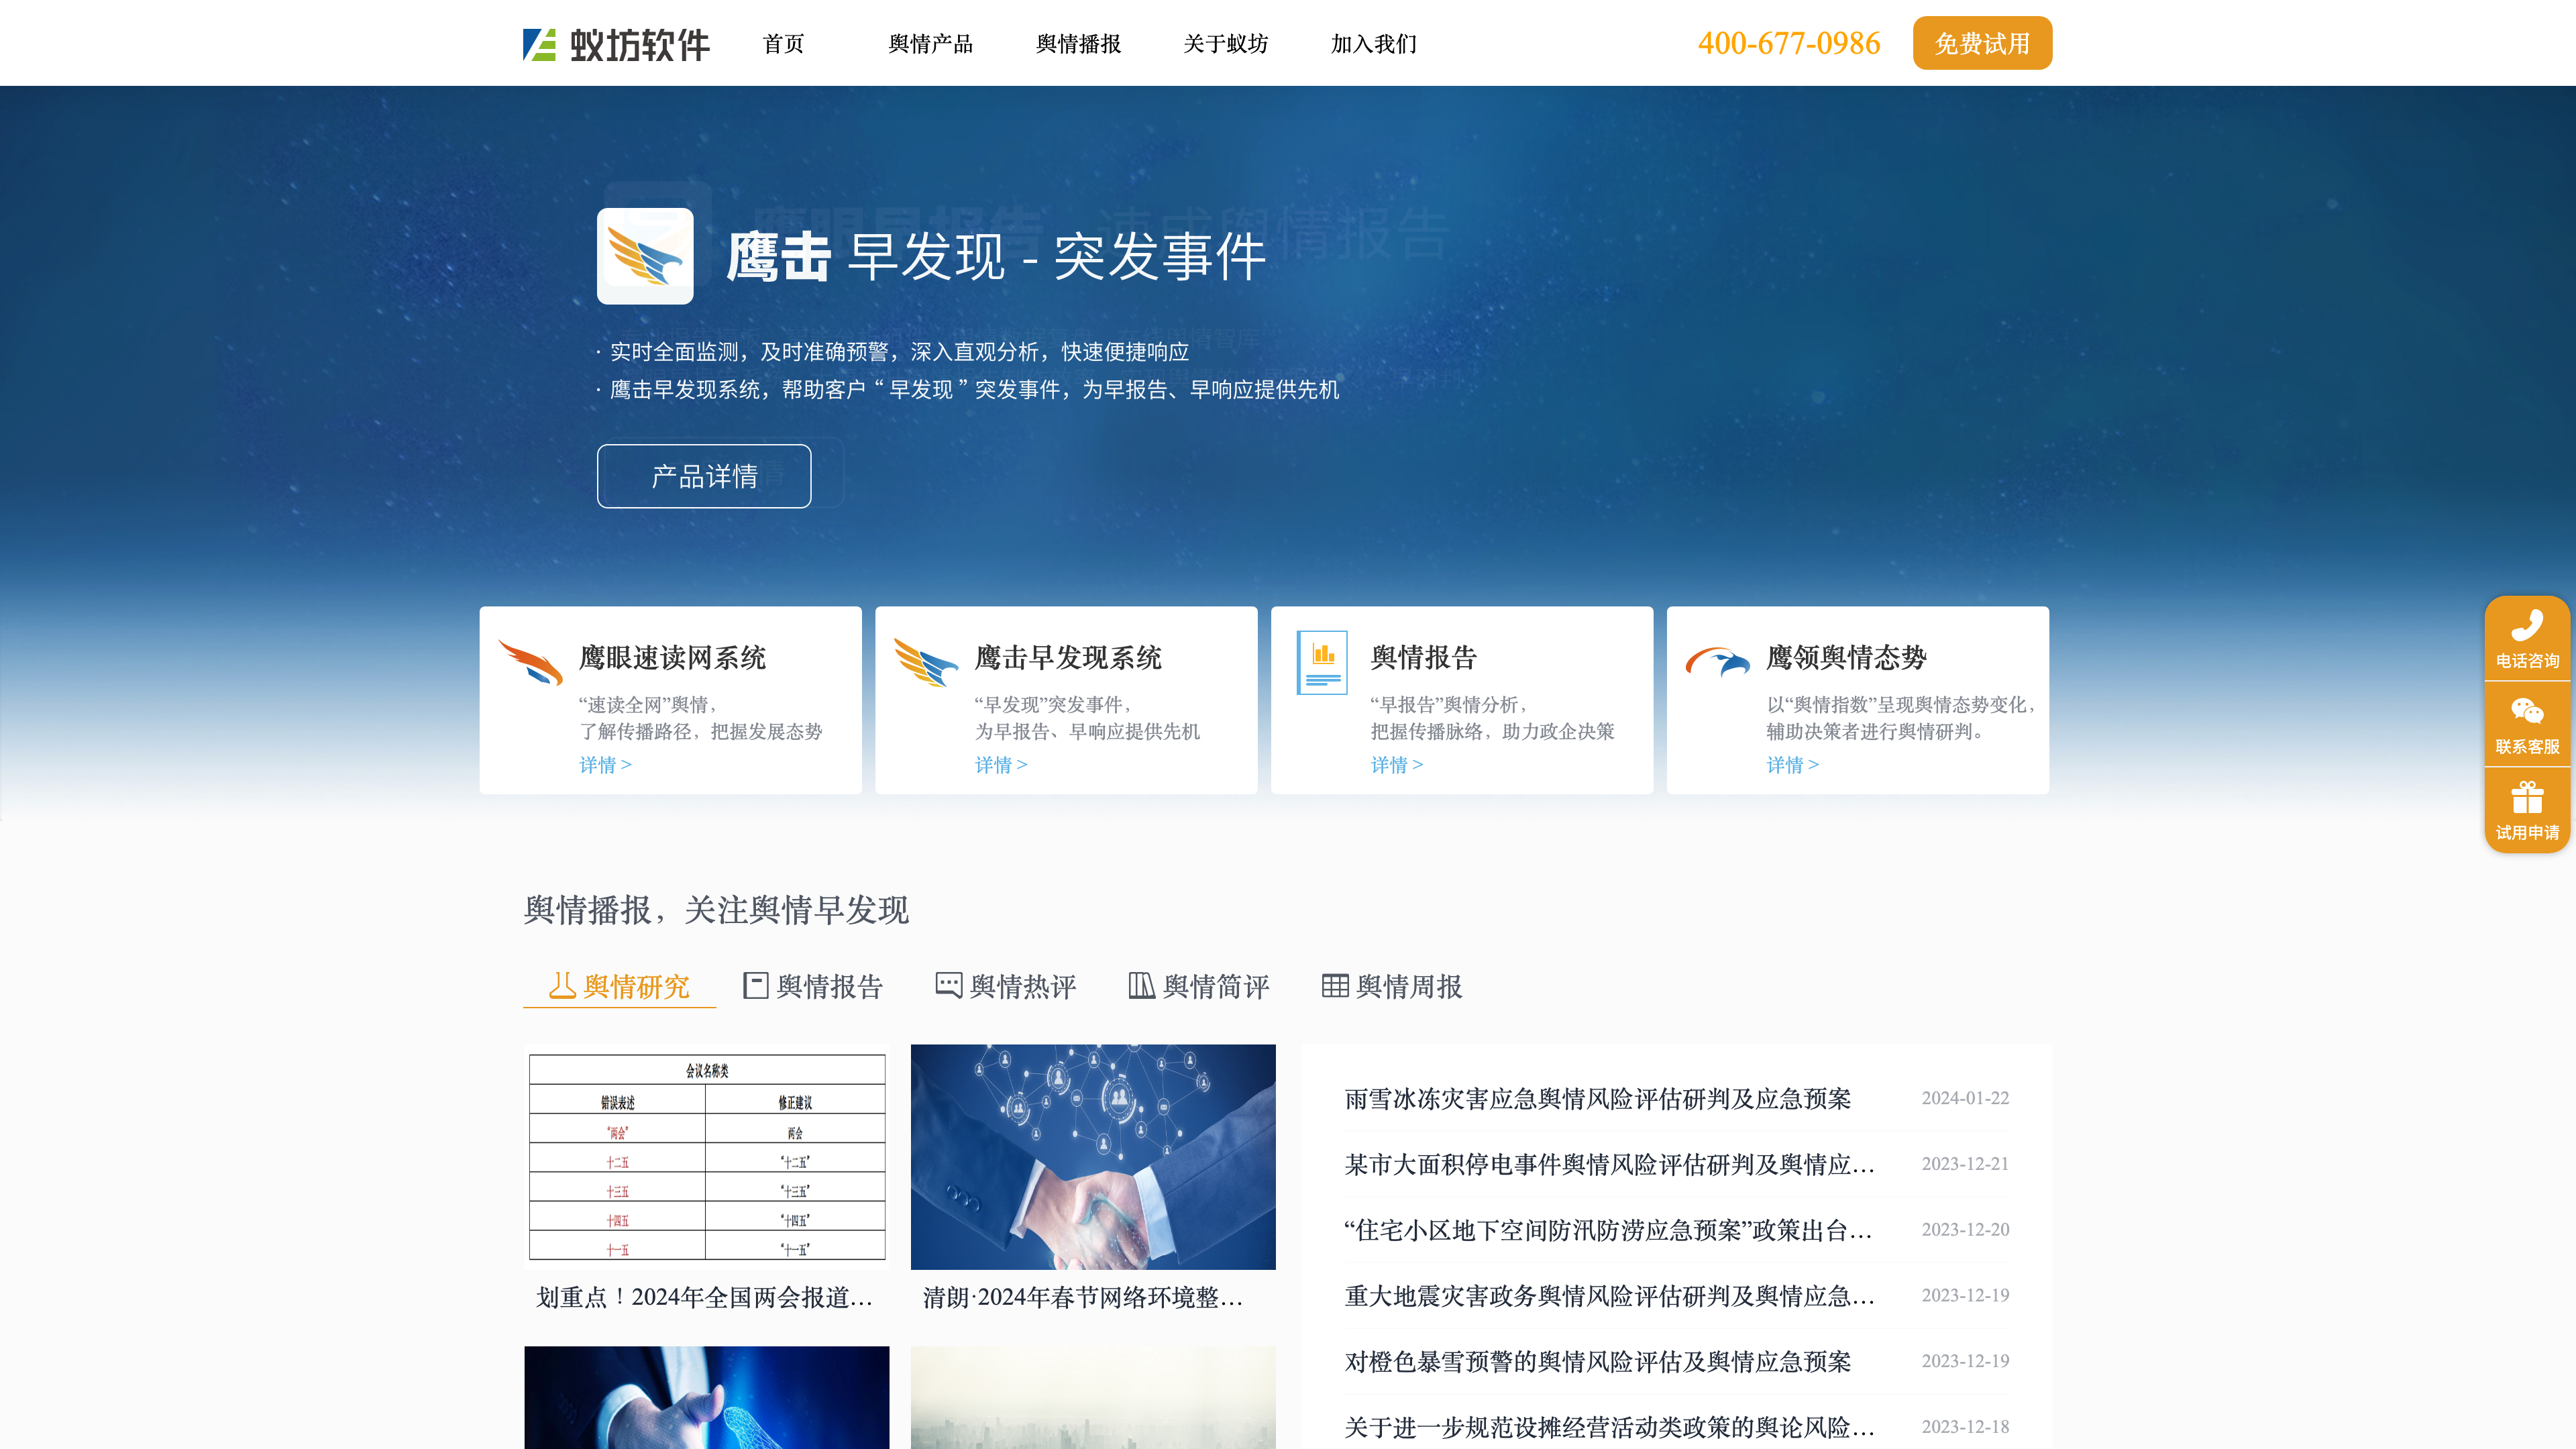 蚁坊软件
首页
舆情产品
舆情播报
关于蚁坊
加入我们
400-677-0986
免费试用
鹰击 早发现 - 突发事件
· 实时全面监测，及时准确预警，深入直观分析，快速便捷响应
· 鹰击早发现系统，帮助客户“早发现”突发事件，为早报告、早响应提供先机
产品详情
鹰眼速读网系统
“速读全网”舆情，
了解传播路径，把握发展态势
详情 >
鹰击早发现系统
“早发现”突发事件，
为早报告、早响应提供先机
详情 >
舆情报告
“早报告”舆情分析，
把握传播脉络，助力政企决策
详情 >
鹰领舆情态势
以“舆情指数”呈现舆情态势变化，
辅助决策者进行舆情研判。
详情 >
电话咨询
联系客服
试用申请
舆情播报，关注舆情早发现
舆情研究
舆情报告
舆情热评
舆情简评
舆情周报
会议名称类
错误表述 修正建议
“两会” 两会
十二五 “十二五”
十三五 “十三五”
十四五 “十四五”
十一五 “十一五”
划重点！2024年全国两会报道…
清朗·2024年春节网络环境整…
雨雪冰冻灾害应急舆情风险评估研判及应急预案 2024-01-22
某市大面积停电事件舆情风险评估研判及舆情应… 2023-12-21
“住宅小区地下空间防汛防涝应急预案”政策出台… 2023-12-20
重大地震灾害政务舆情风险评估研判及舆情应急… 2023-12-19
对橙色暴雪预警的舆情风险评估及舆情应急预案 2023-12-19
关于进一步规范设摊经营活动类政策的舆论风险… 2023-12-18